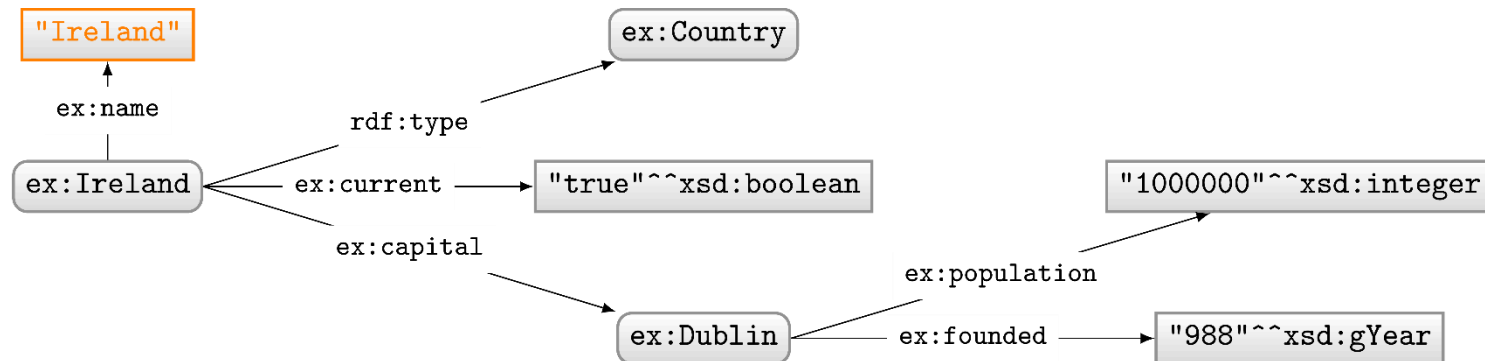 "Ireland"
ex:Country
ex:name
rdf:type
ex:Ireland
ex:current
"true"^^xsd:boolean
"1000000"^^xsd:integer
ex:capital
ex:population
ex:Dublin
ex:founded
"988"^^xsd:gYear